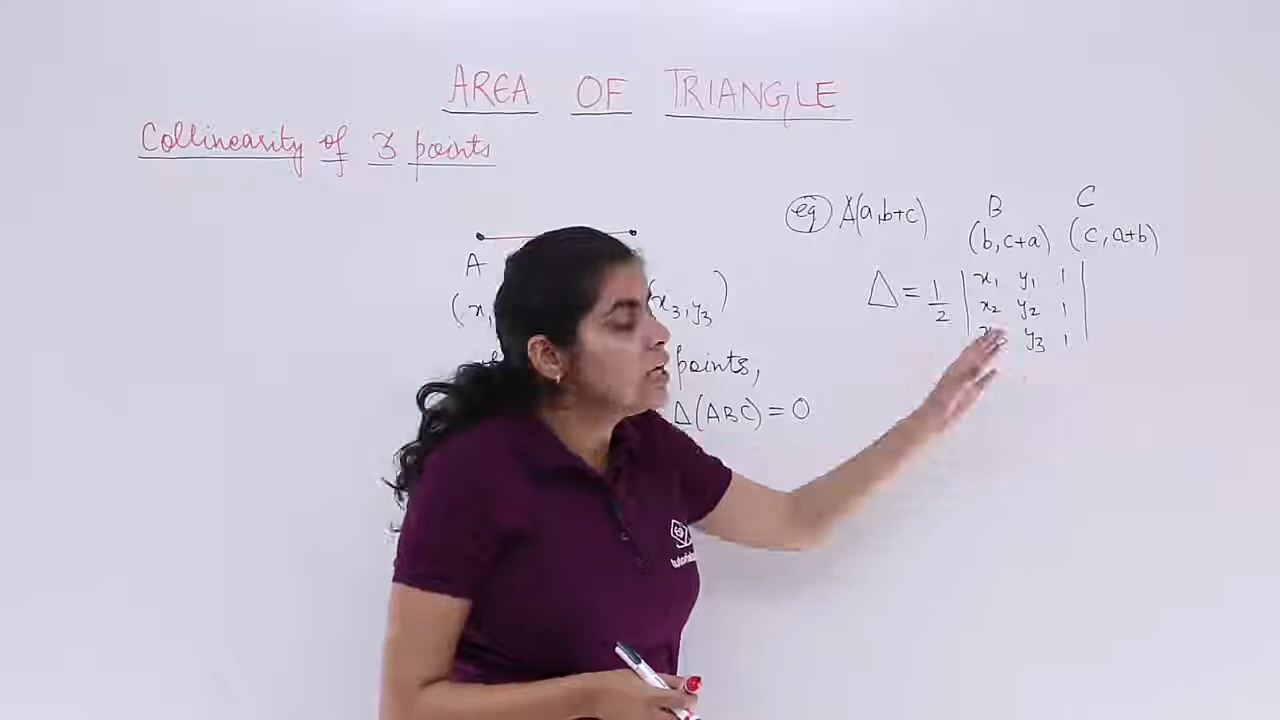 AREA OF TRIANGLE
Collinearity of 3 points
A
(x3, y3)
points,
Δ(ABC) = 0
eg A(a, b+c) B (b, c+a) C (c, a+b)
Δ = 1/2 | x1 y1 1 |
| x2 y2 1 |
y3 1 |